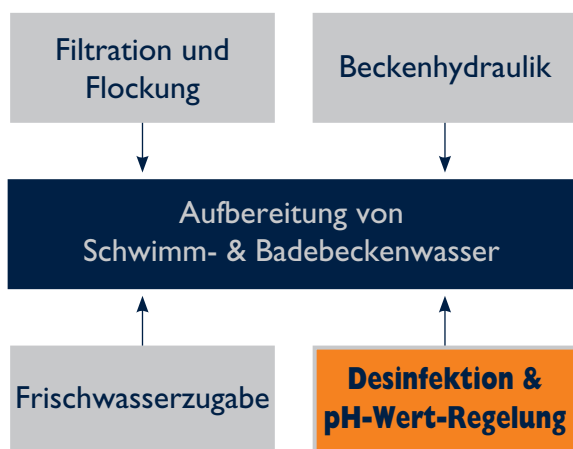 Filtration und
Flockung
Beckenhydraulik
Aufbereitung von
Schwimm- & Badebeckenwasser
Frischwasserzugabe
Desinfektion &
pH-Wert-Regelung